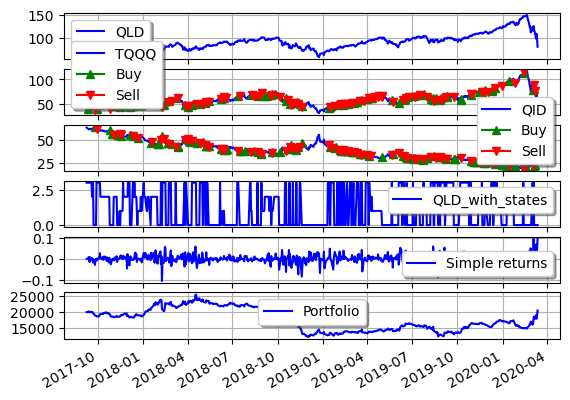 150
QLD
100
TQQQ
Buy
100
Sell
50
QID
Buy
50
Sell
25
2.5
QLD_with_states
0.0
0.1
0.0
Simple returns
−0.1
25000
20000
Portfolio
15000
2017-10
2018-01
2018-04
2018-07
2018-10
2019-01
2019-04
2019-07
2019-10
2020-01
2020-04